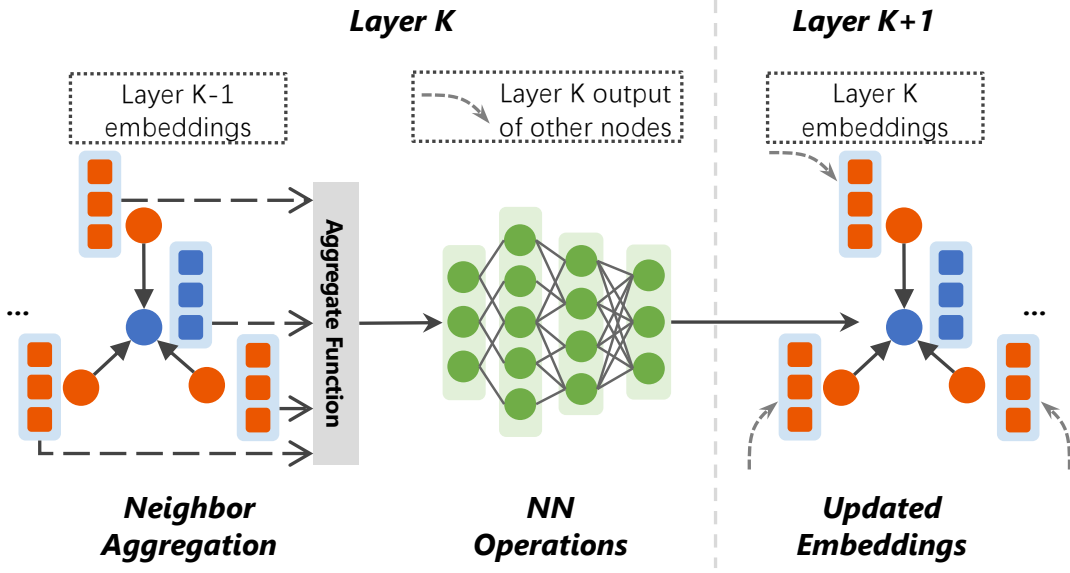 Layer K
Layer K+1
Layer K-1
embeddings
Layer K output
of other nodes
Layer K
embeddings
Aggregate Function
...
...
Neighbor
Aggregation
NN
Operations
Updated
Embeddings